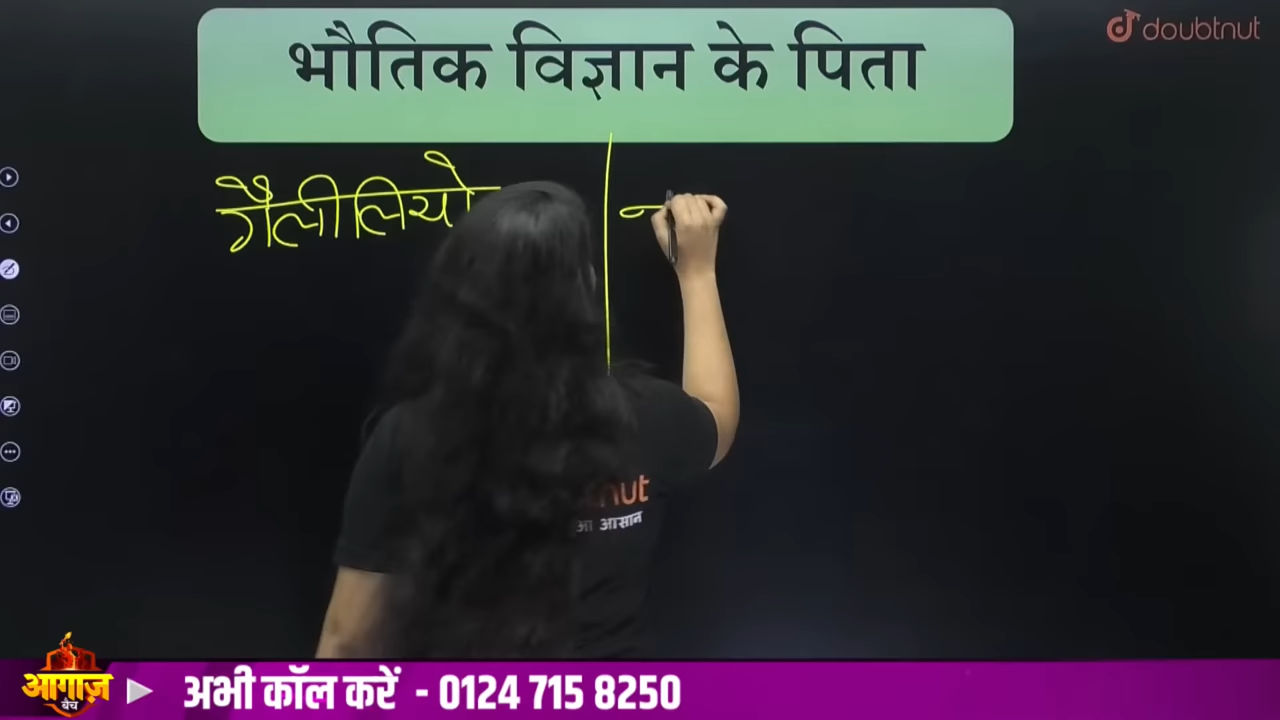 doubtnut
भौतिक विज्ञान के पिता
गैलीलियो
nut
आसान
आगाज़
बैच
अभी कॉल करें - 0124 715 8250